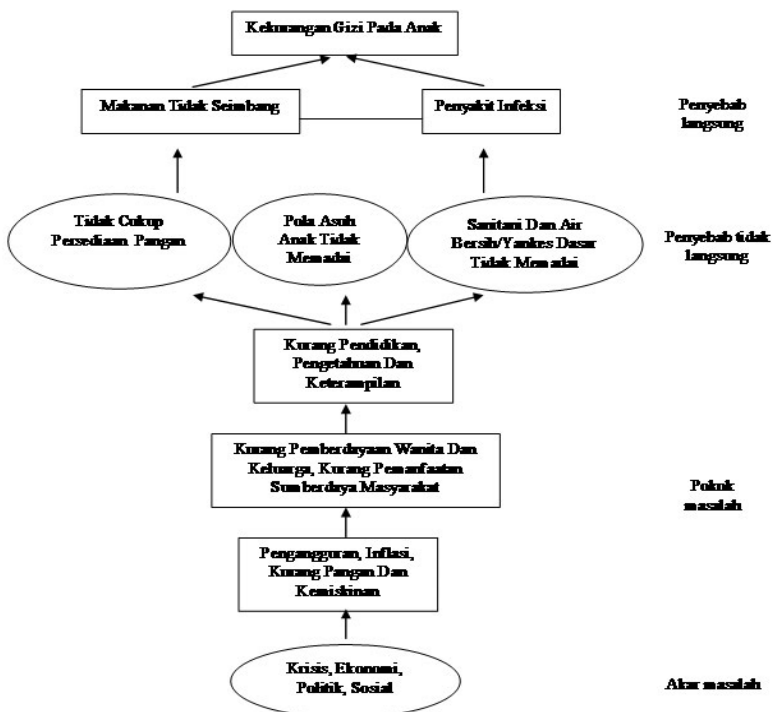 Kekurangan Gizi Pada Anak
Makanan Tidak Seimbang
Penyakit Infeksi
Penyebab
langsung
Tidak Cukup
Persediaan Pangan
Pola Asuh
Anak Tidak
Memadai
Sanitani Dan Air
Bersih/Yankes Dasar
Tidak Memadai
Penyebab tidak
langsung
Kurang Pendidikan,
Pengetahuan Dan
Keterampilan
Kurang Pemberdayaan Wanita Dan
Keluarga, Kurang Pemanfaatan
Sumberdaya Masyarakat
Pokok
masalah
Pengangguran, Inflasi,
Kurang Pangan Dan
Kemiskinan
Krisis, Ekonomi,
Politik, Sosial
Akar masalah